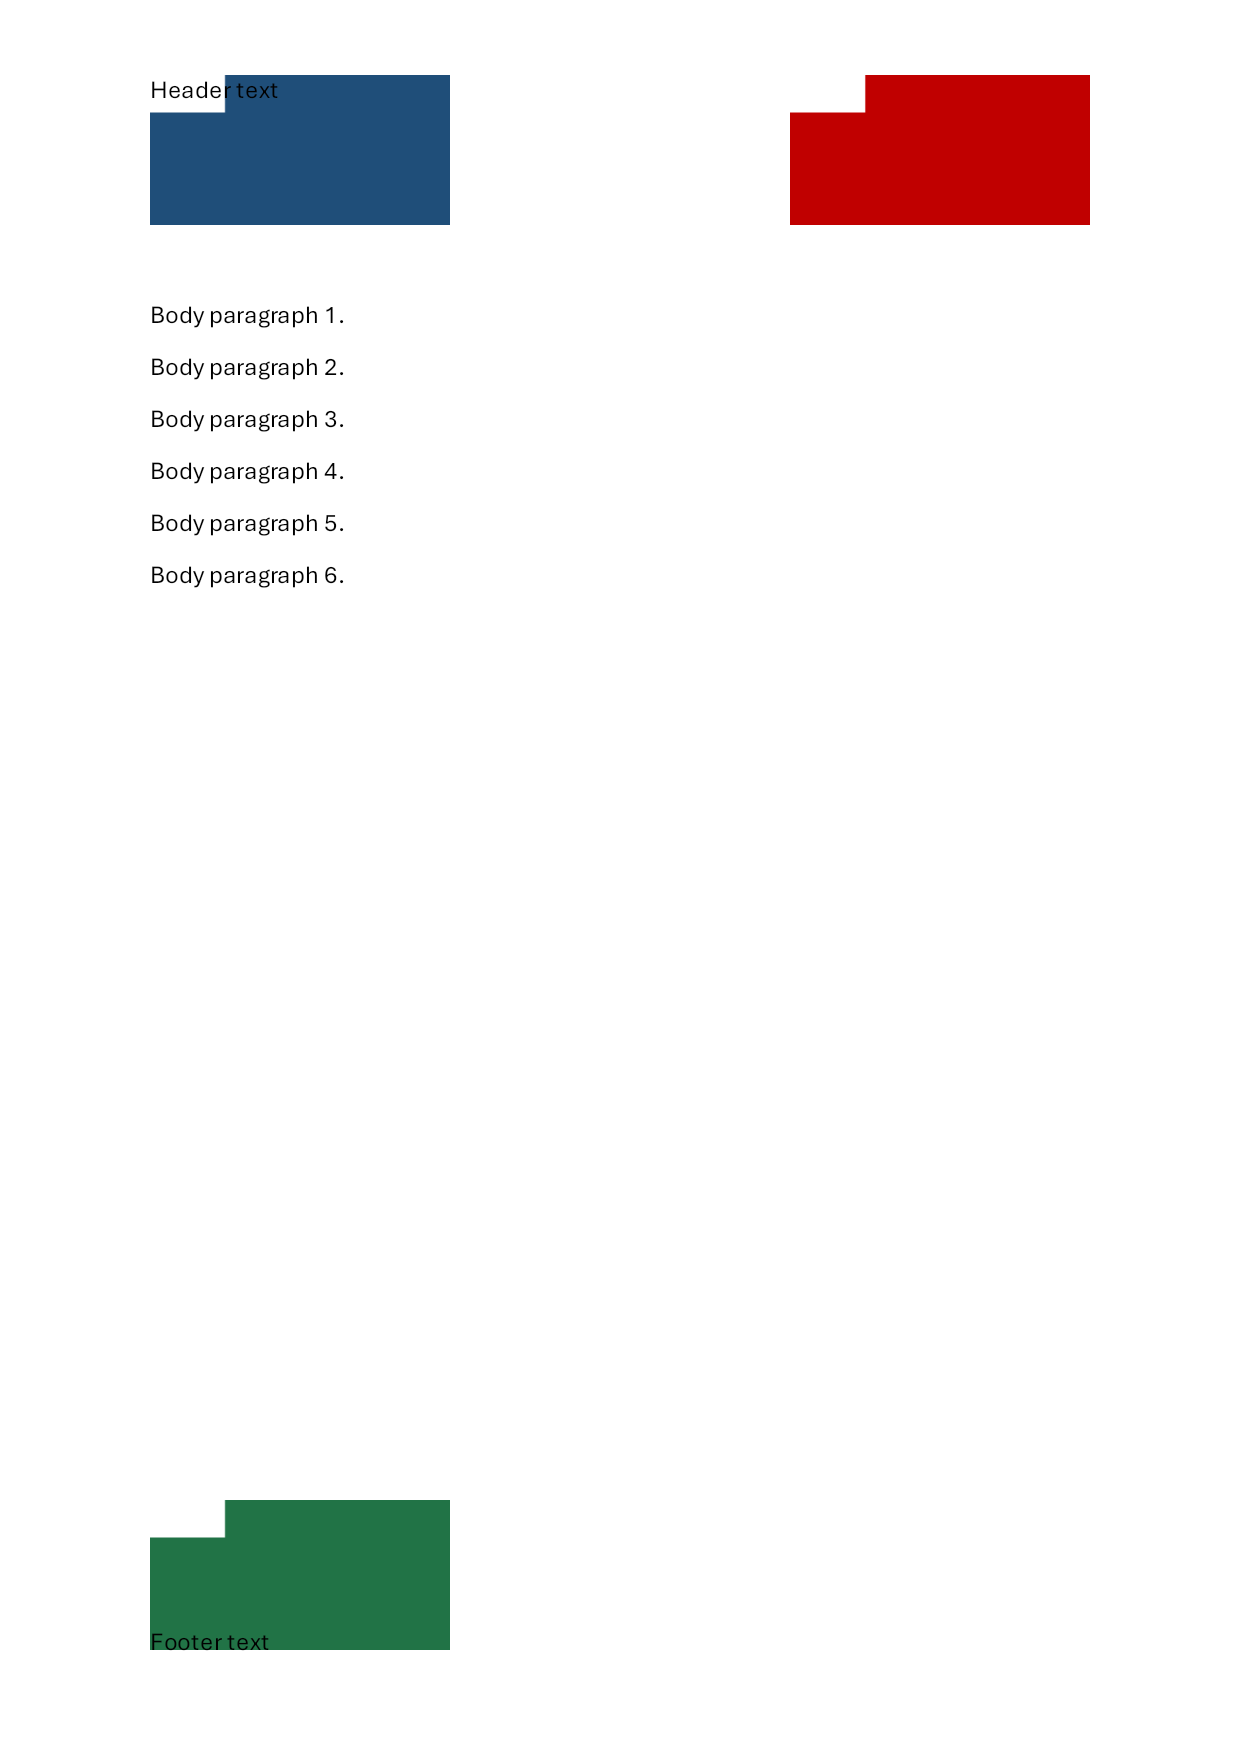 Header text
Body paragraph 1.
Body paragraph 2.
Body paragraph 3.
Body paragraph 4.
Body paragraph 5.
Body paragraph 6.
Footer text